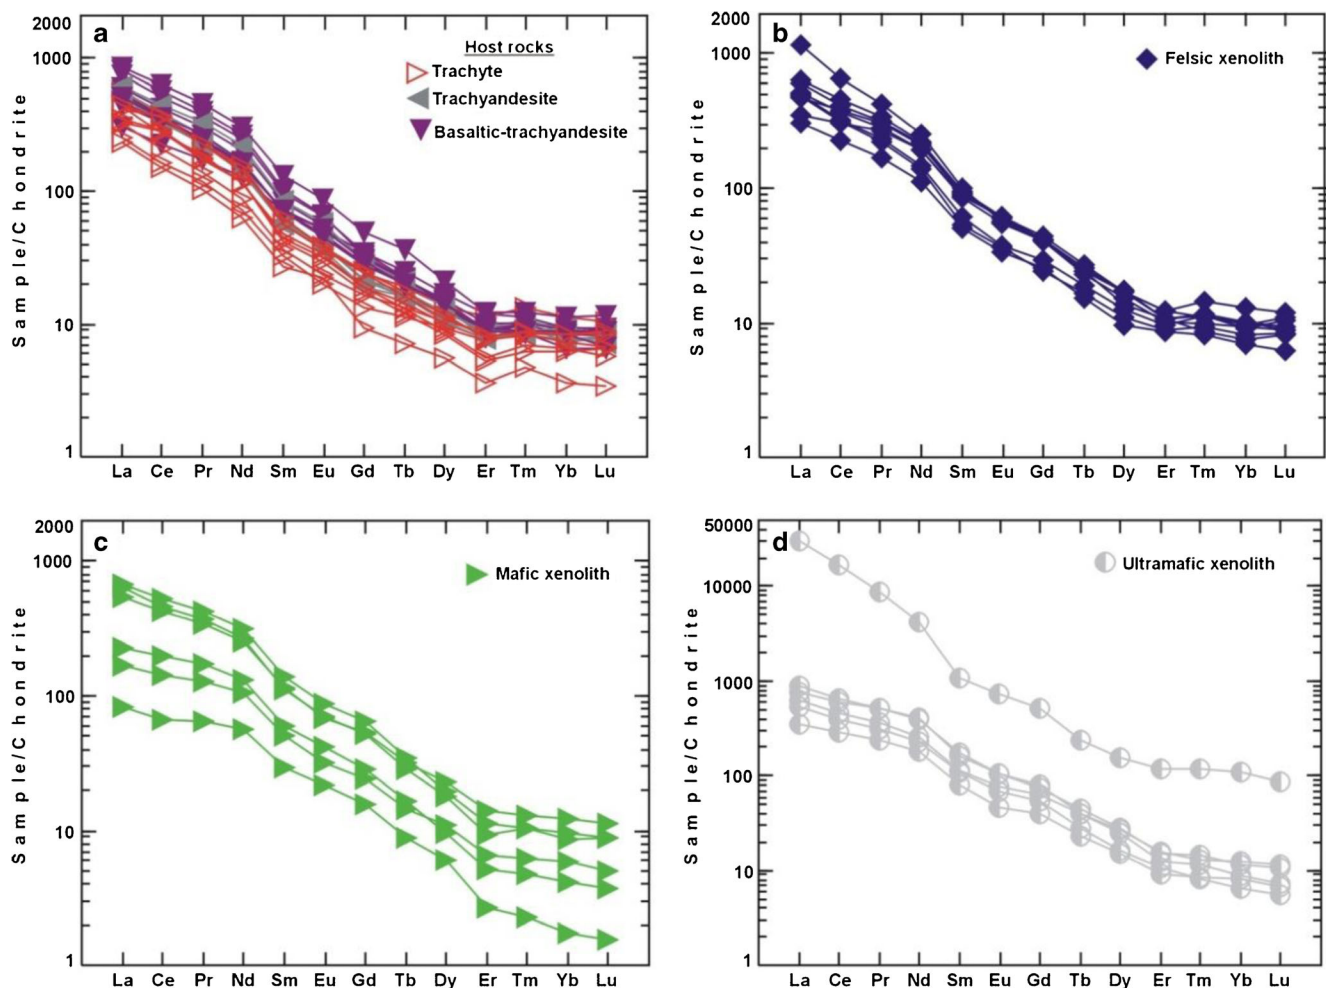 a
2000
1000
100
10
1
Sample/Chondrite
Host rocks
Trachyte
Trachyandesite
Basaltic-trachyandesite
La Ce Pr Nd Sm Eu Gd Tb Dy Er Tm Yb Lu
b
2000
1000
100
10
1
Sample/Chondrite
Felsic xenolith
La Ce Pr Nd Sm Eu Gd Tb Dy Er Tm Yb Lu
c
2000
1000
100
10
1
Sample/Chondrite
Mafic xenolith
La Ce Pr Nd Sm Eu Gd Tb Dy Er Tm Yb Lu
d
50000
10000
1000
100
10
1
Sample/Chondrite
Ultramafic xenolith
La Ce Pr Nd Sm Eu Gd Tb Dy Er Tm Yb Lu